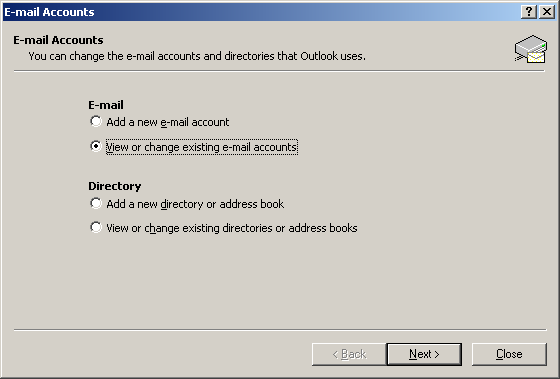 E-mail Accounts
E-mail Accounts
You can change the e-mail accounts and directories that Outlook uses.
E-mail
Add a new e-mail account
View or change existing e-mail accounts
Directory
Add a new directory or address book
View or change existing directories or address books
< Back Next > Close